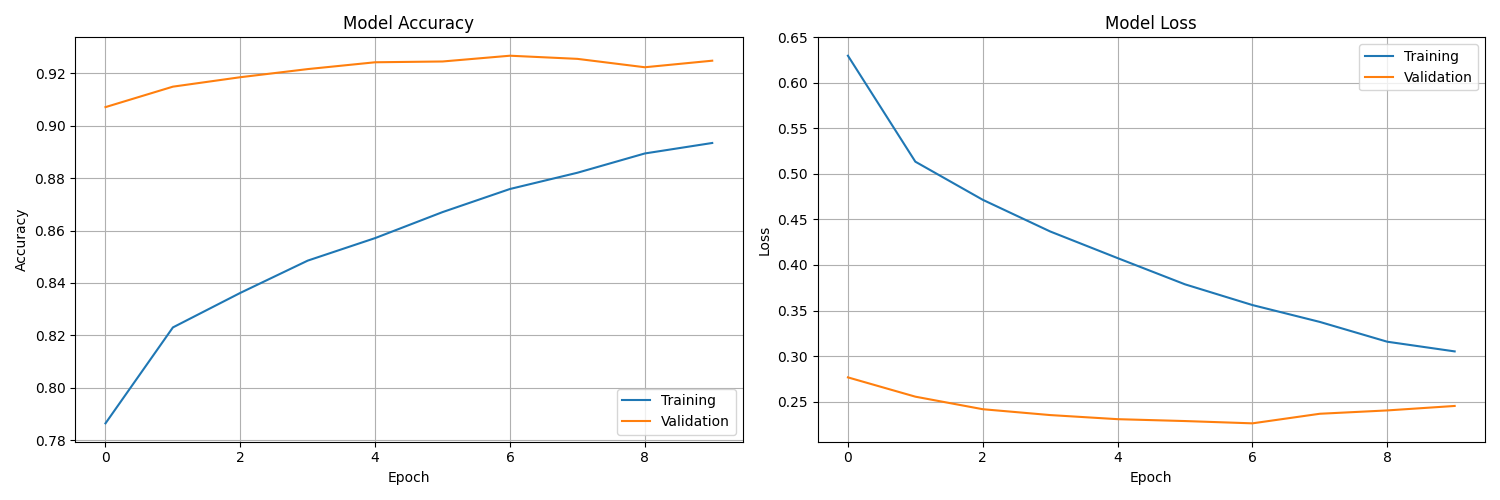 Model Accuracy
0.92
0.90
0.88
0.86
0.84
0.82
0.80
0.78
Accuracy
0
2
4
6
8
Epoch
Training
Validation
Model Loss
0.65
0.60
0.55
0.50
0.45
0.40
0.35
0.30
0.25
Loss
0
2
4
6
8
Epoch
Training
Validation